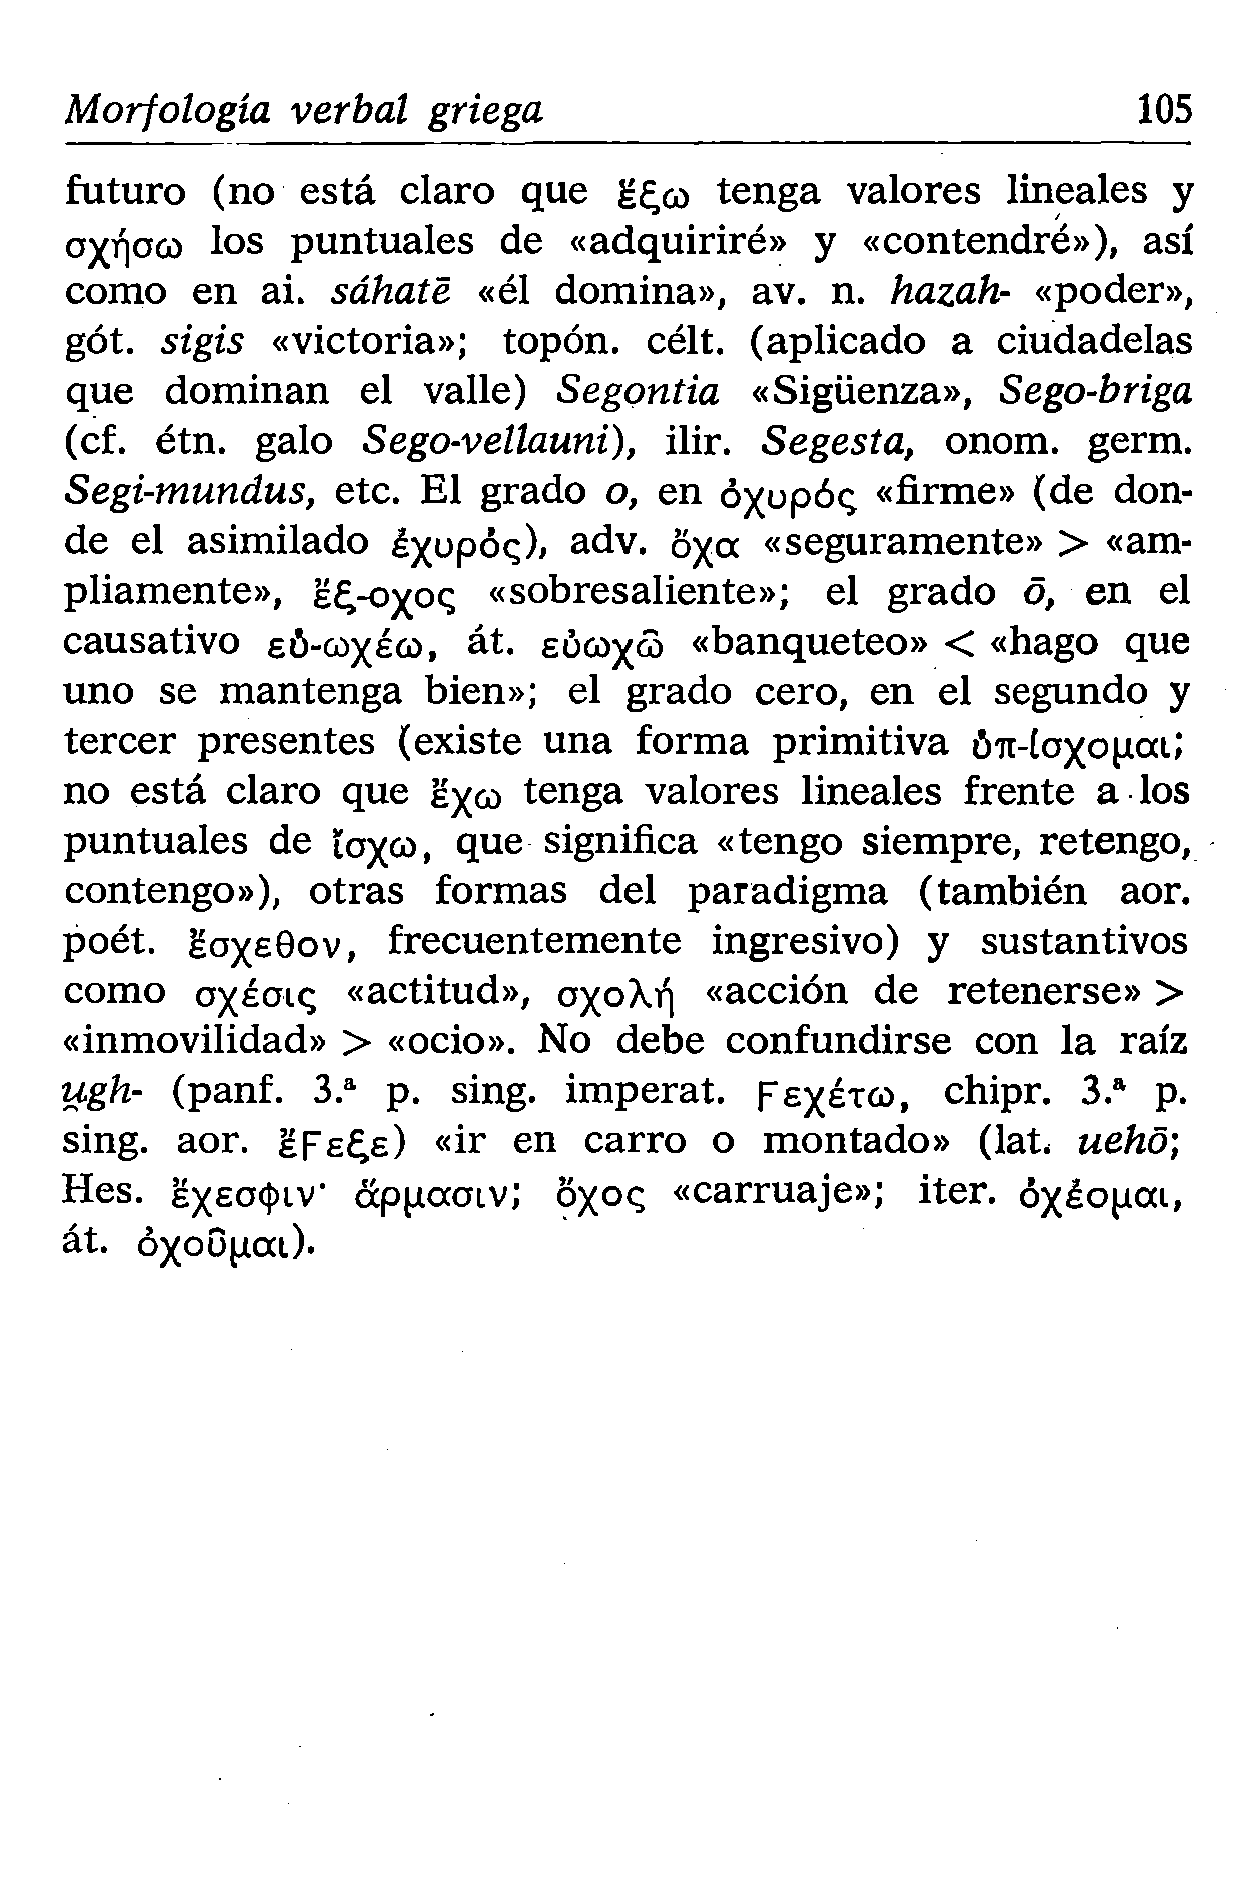 Morfología verbal griega 105
futuro (no está claro que ἕξω tenga valores lineales y
σχήσω los puntuales de «adquiriré» y «contendré»), así
como en ai. sáhatē «él domina», av. n. hazah- «poder»,
gót. sigis «victoria»; topón. célt. (aplicado a ciudadelas
que dominan el valle) Segontia «Sigüenza», Sego-briga
(cf. étn. galo Sego-vellauni), ilir. Segesta, onom. germ.
Segi-mundus, etc. El grado o, en ὀχυρός «firme» (de don-
de el asimilado ἐχυρός), adv. ὄχα «seguramente» > «am-
pliamente», ἔξ-οχος «sobresaliente»; el grado ō, en el
causativo εὐ-ωχέω, át. εὐωχῶ «banqueteo» < «hago que
uno se mantenga bien»; el grado cero, en el segundo y
tercer presentes (existe una forma primitiva ὑπ-ίσχομαι;
no está claro que ἔχω tenga valores lineales frente a los
puntuales de ἴσχω, que significa «tengo siempre, retengo,
contengo»), otras formas del paradigma (también aor.
poét. ἔσχεθον, frecuentemente ingresivo) y sustantivos
como σχέσις «actitud», σχολή «acción de retenerse» >
«inmovilidad» > «ocio». No debe confundirse con la raíz
u̯gh- (panf. 3.ª p. sing. imperat. ϝεχέτω, chipr. 3.ª p.
sing. aor. ἔϝεξε) «ir en carro o montado» (lat. uehō;
Hes. ἔχεσφιν· ἅρμασιν; ὄχος «carruaje»; iter. ὀχέομαι,
át. ὀχοῦμαι).